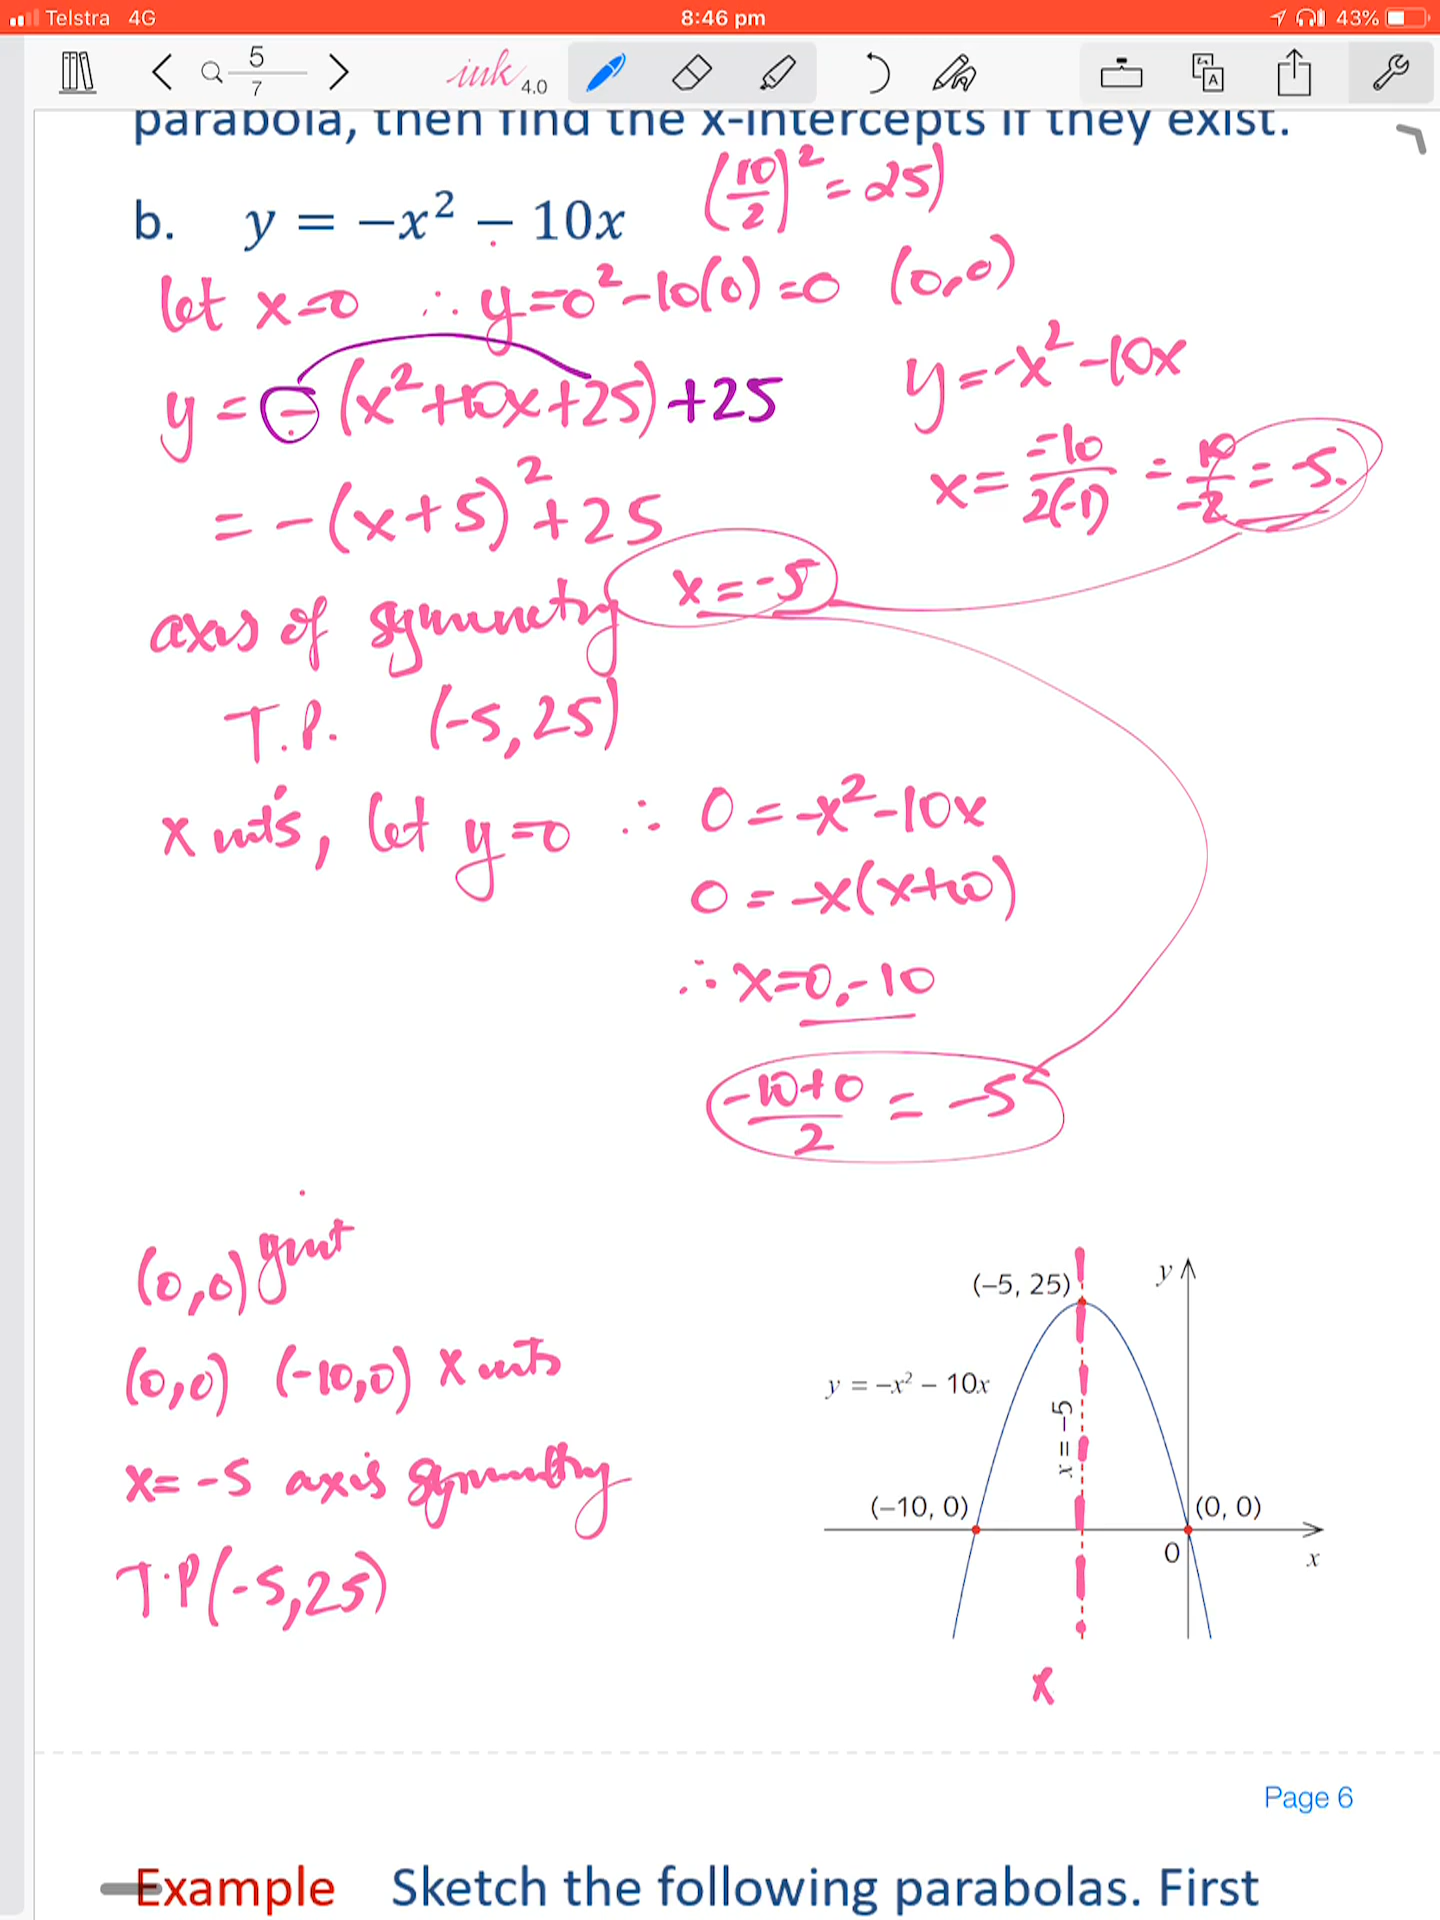 Telstra 4G 8:46 pm 43%
5
7
ink 4.0
parabola, then find the x-intercepts if they exist.
(10/2)² = 25)
b. y = −x² − 10x
let x=0 ∴ y=0²-10(0)=0 (0,0)
y = -(x²+10x+25)+25
y=-x²-10x
= -(x+5)²+25
x = -10/2(-1) = 10/-2 = -5.
axis of symmetry x=-5
T.P. (-5,25)
x ints, let y=0 ∴ 0=-x²-10x
0=-x(x+10)
∴ x=0,-10
-10+0/2 = -5
(0,0) yint
(0,0) (-10,0) x ints
x=-5 axis symmetry
T.P(-5,25)
(−5, 25) y
y = −x² − 10x
x = −5
(−10, 0) (0, 0)
0 x
x
Page 6
Example Sketch the following parabolas. First